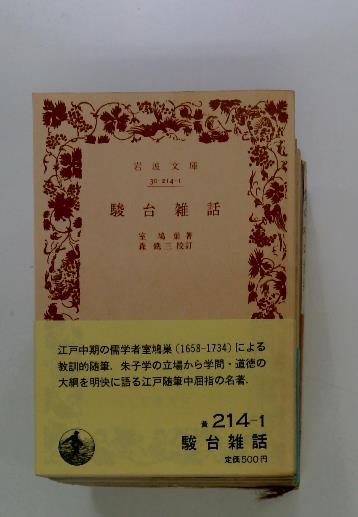 岩波文庫
30-214-1
駿台雑話
室鳩巣著
森銑三校訂
江戸中期の儒学者室鳩巣(1658-1734)による
教訓的随筆．朱子学の立場から学問・道徳の
大綱を明快に語る江戸随筆中屈指の名著．
黄 214-1
駿台雑話
定価500円